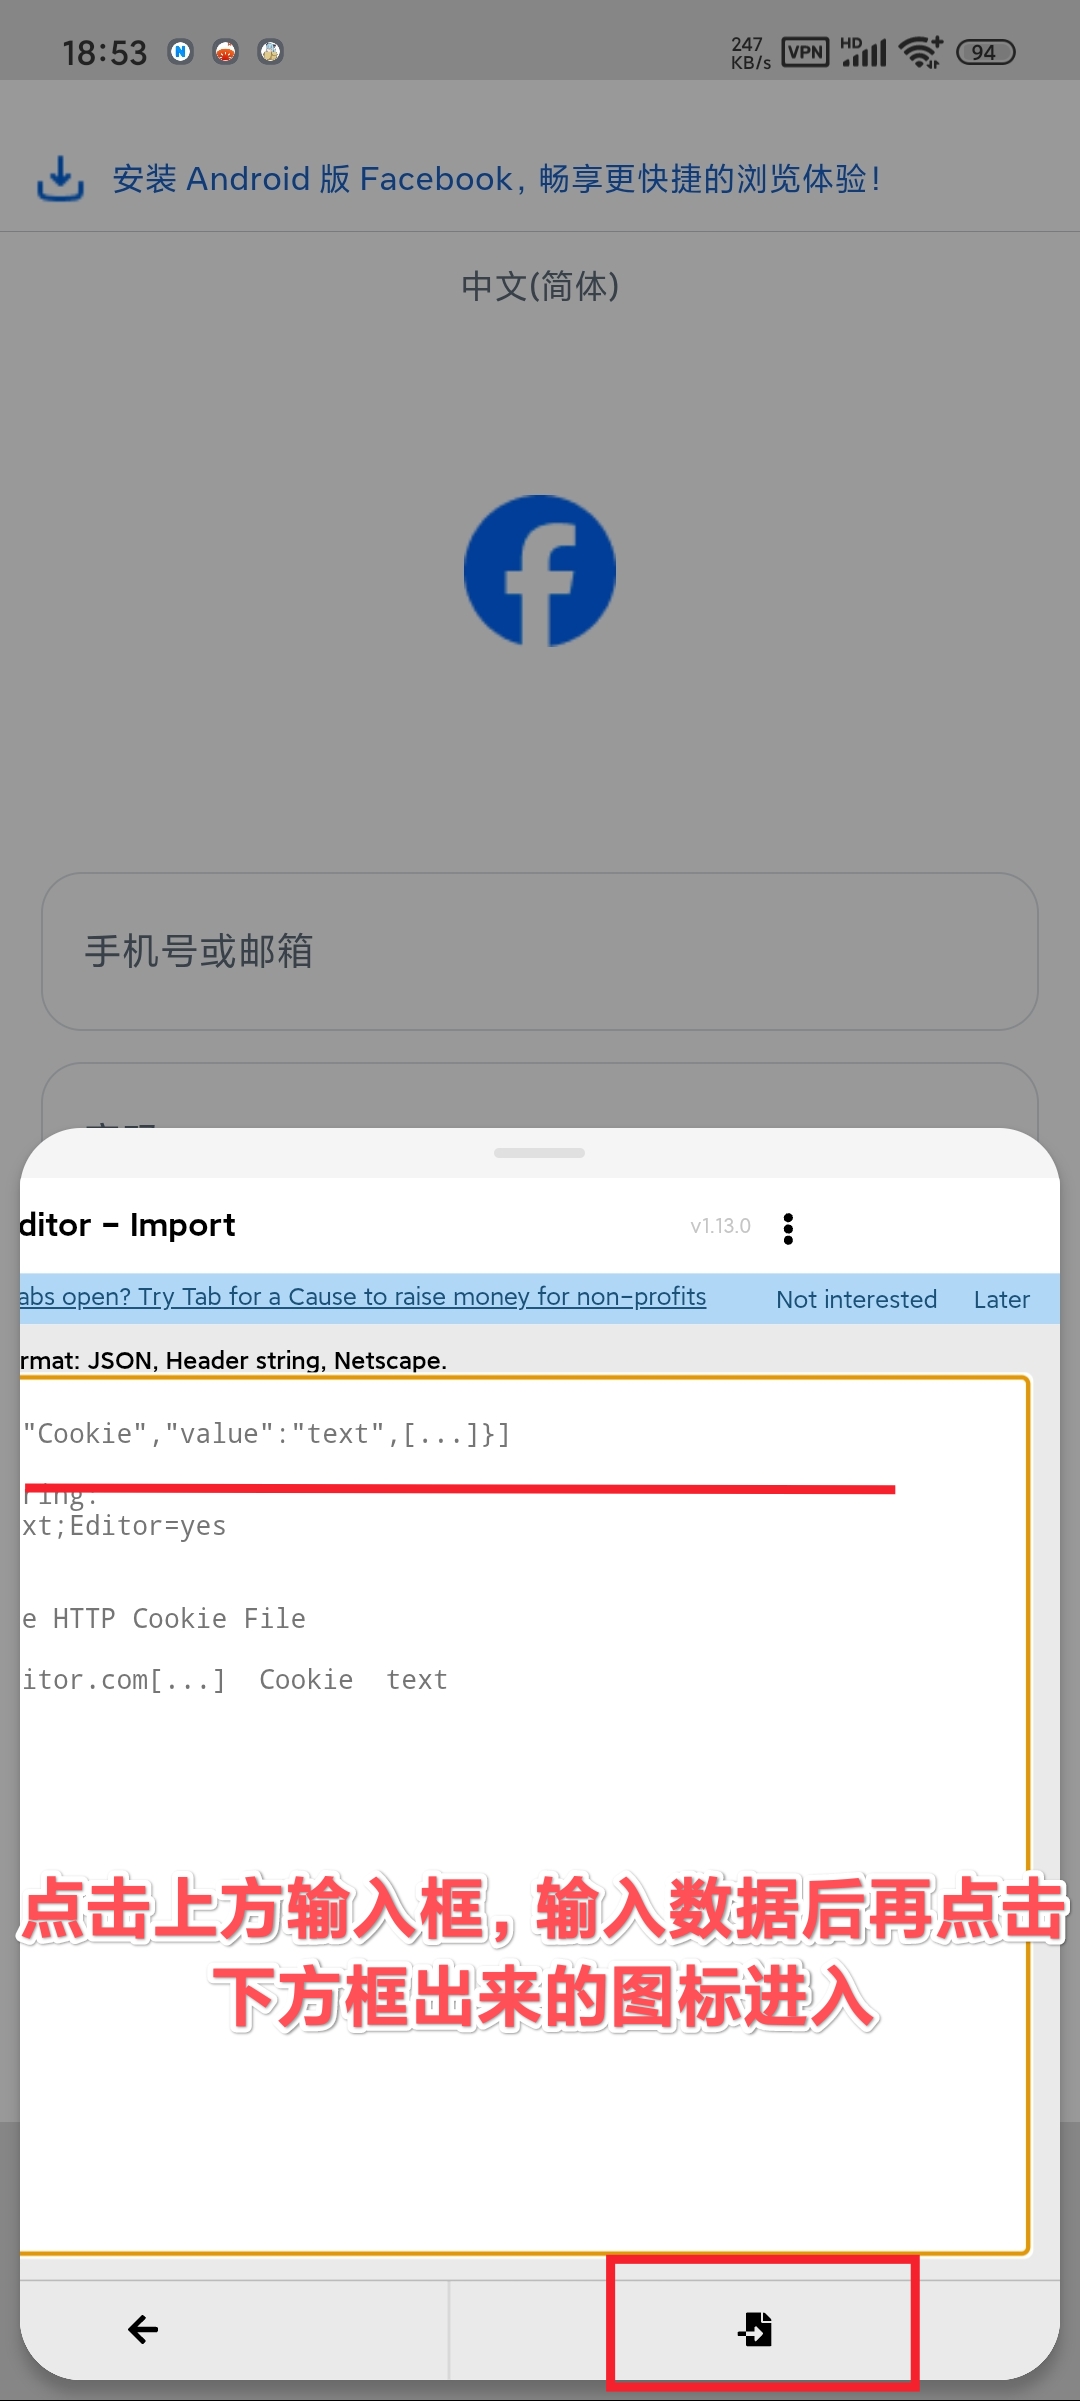 18:53
N
247
KB/s
VPN
HD
94
安装 Android 版 Facebook，畅享更快捷的浏览体验！
中文(简体)
手机号或邮箱
ditor - Import
v1.13.0
abs open? Try Tab for a Cause to raise money for non-profits
Not interested
Later
rmat: JSON, Header string, Netscape.
"Cookie","value":"text",[...]}]
ring:
xt;Editor=yes
e HTTP Cookie File
itor.com[...]  Cookie  text
点击上方输入框，输入数据后再点击
下方框出来的图标进入